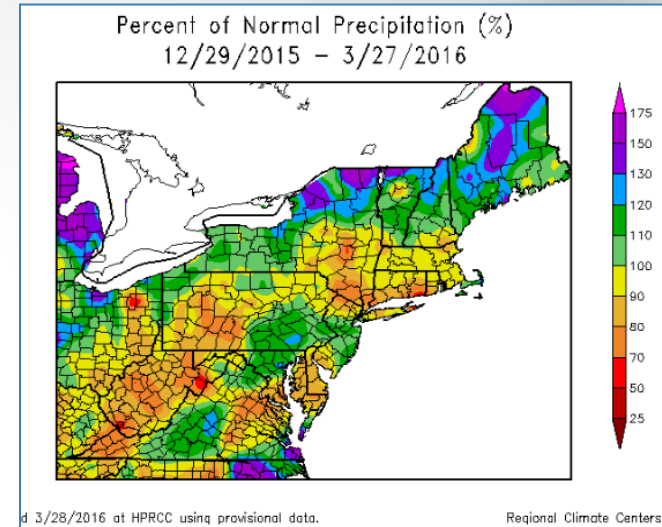 Percent of Normal Precipitation (%)
12/29/2015 – 3/27/2016
175
150
130
120
110
100
90
80
70
50
25
d 3/28/2016 at HPRCC using provisional data.
Regional Climate Centers